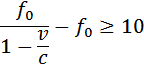 f₀/(1 − v/c) − f₀ ≥ 10